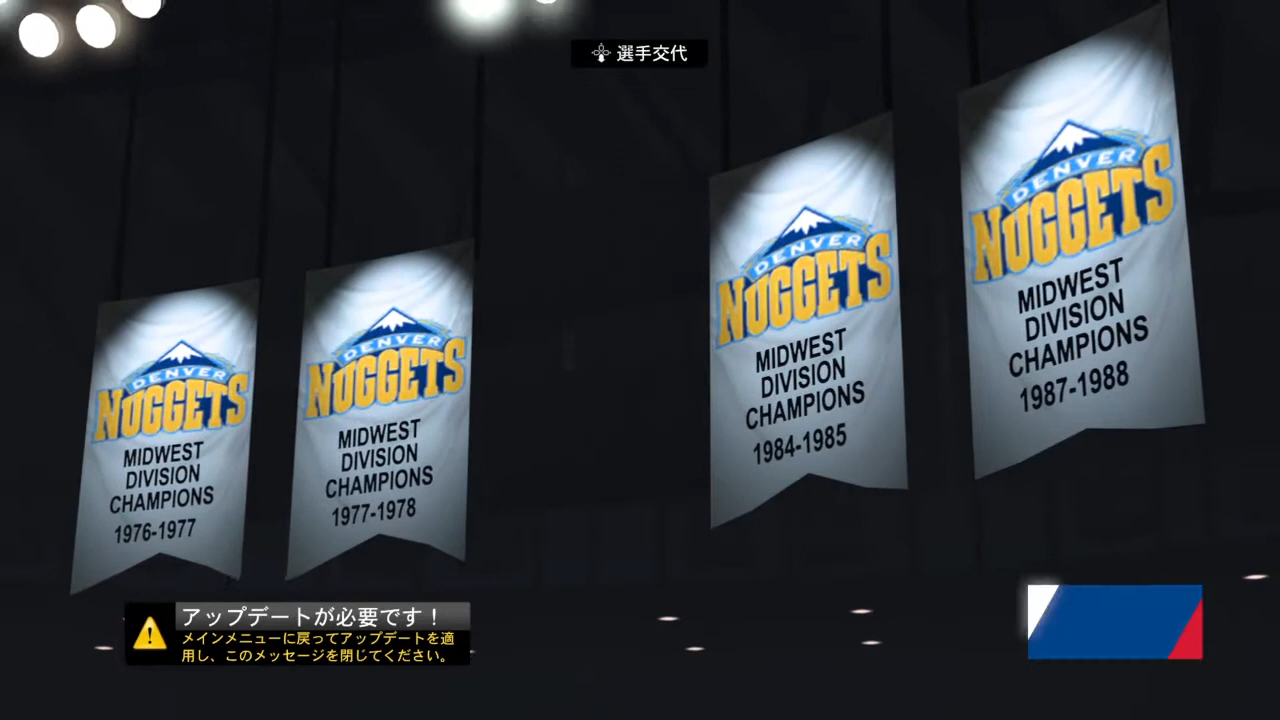 選手交代
DENVER
NUGGETS
MIDWEST
DIVISION
CHAMPIONS
1976-1977
DENVER
NUGGETS
MIDWEST
DIVISION
CHAMPIONS
1977-1978
DENVER
NUGGETS
MIDWEST
DIVISION
CHAMPIONS
1984-1985
DENVER
NUGGETS
MIDWEST
DIVISION
CHAMPIONS
1987-1988
アップデートが必要です！
メインメニューに戻ってアップデートを適
用し、このメッセージを閉じてください。